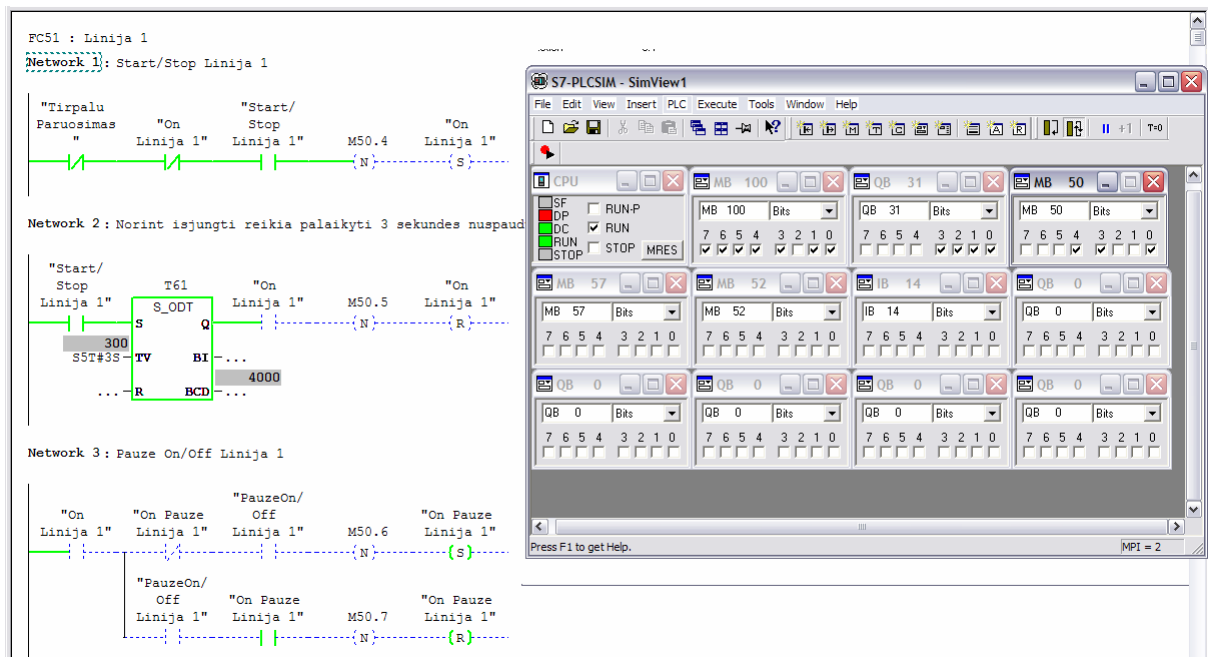 FC51 : Linija 1
Network 1: Start/Stop Linija 1
"Tirpalu Paruosimas "
"On Linija 1"
"Start/ Stop Linija 1"
M50.4
"On Linija 1"
(N)
(S)
Network 2: Norint isjungti reikia palaikyti 3 sekundes nuspaud
"Start/ Stop Linija 1"
T61
S_ODT
"On Linija 1"
M50.5
"On Linija 1"
S Q
(N)
(R)
300
S5T#3S TV BI ...
4000
... R BCD ...
Network 3: Pauze On/Off Linija 1
"On Linija 1"
"On Pauze Linija 1"
"PauzeOn/ Off Linija 1"
M50.6
"On Pauze Linija 1"
(N)
(S)
"PauzeOn/ Off Linija 1"
"On Pauze Linija 1"
M50.7
"On Pauze Linija 1"
(N)
(R)
S7-PLCSIM - SimView1
File Edit View Insert PLC Execute Tools Window Help
+1 T=0
CPU
SF
DP
DC
RUN
STOP
RUN-P
RUN
STOP MRES
MB 100
MB 100 Bits
7 6 5 4 3 2 1 0
QB 31
QB 31 Bits
7 6 5 4 3 2 1 0
MB 50
MB 50 Bits
7 6 5 4 3 2 1 0
MB 57
MB 57 Bits
7 6 5 4 3 2 1 0
MB 52
MB 52 Bits
7 6 5 4 3 2 1 0
IB 14
IB 14 Bits
7 6 5 4 3 2 1 0
QB 0
QB 0 Bits
7 6 5 4 3 2 1 0
QB 0
QB 0 Bits
7 6 5 4 3 2 1 0
QB 0
QB 0 Bits
7 6 5 4 3 2 1 0
QB 0
QB 0 Bits
7 6 5 4 3 2 1 0
QB 0
QB 0 Bits
7 6 5 4 3 2 1 0
Press F1 to get Help.
MPI = 2